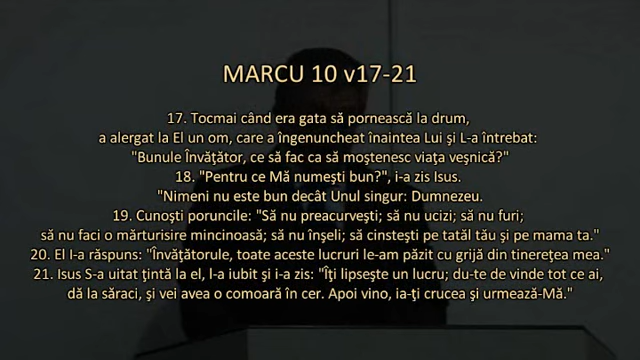 MARCU 10 v17-21
17. Tocmai când era gata să pornească la drum,
a alergat la El un om, care a îngenuncheat înaintea Lui şi L-a întrebat:
"Bunule Învăţător, ce să fac ca să moştenesc viaţa veşnică?"
18. "Pentru ce Mă numeşti bun?", i-a zis Isus.
"Nimeni nu este bun decât Unul singur: Dumnezeu.
19. Cunoşti poruncile: "Să nu preacurveşti; să nu ucizi; să nu furi;
să nu faci o mărturisire mincinoasă; să nu înşeli; să cinsteşti pe tatăl tău şi pe mama ta."
20. El I-a răspuns: "Învăţătorule, toate aceste lucruri le-am păzit cu grijă din tinereţea mea."
21. Isus S-a uitat ţintă la el, l-a iubit şi i-a zis: "Îţi lipseşte un lucru; du-te de vinde tot ce ai,
dă la săraci, şi vei avea o comoară în cer. Apoi vino, ia-ţi crucea şi urmează-Mă."